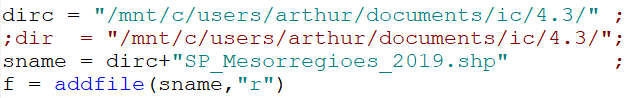 dirc = "/mnt/c/users/arthur/documents/ic/4.3/" ;
;dir  = "/mnt/c/users/arthur/documents/ic/4.3/";
sname = dirc+"SP_Mesorregioes_2019.shp"        ;
f = addfile(sname,"r")